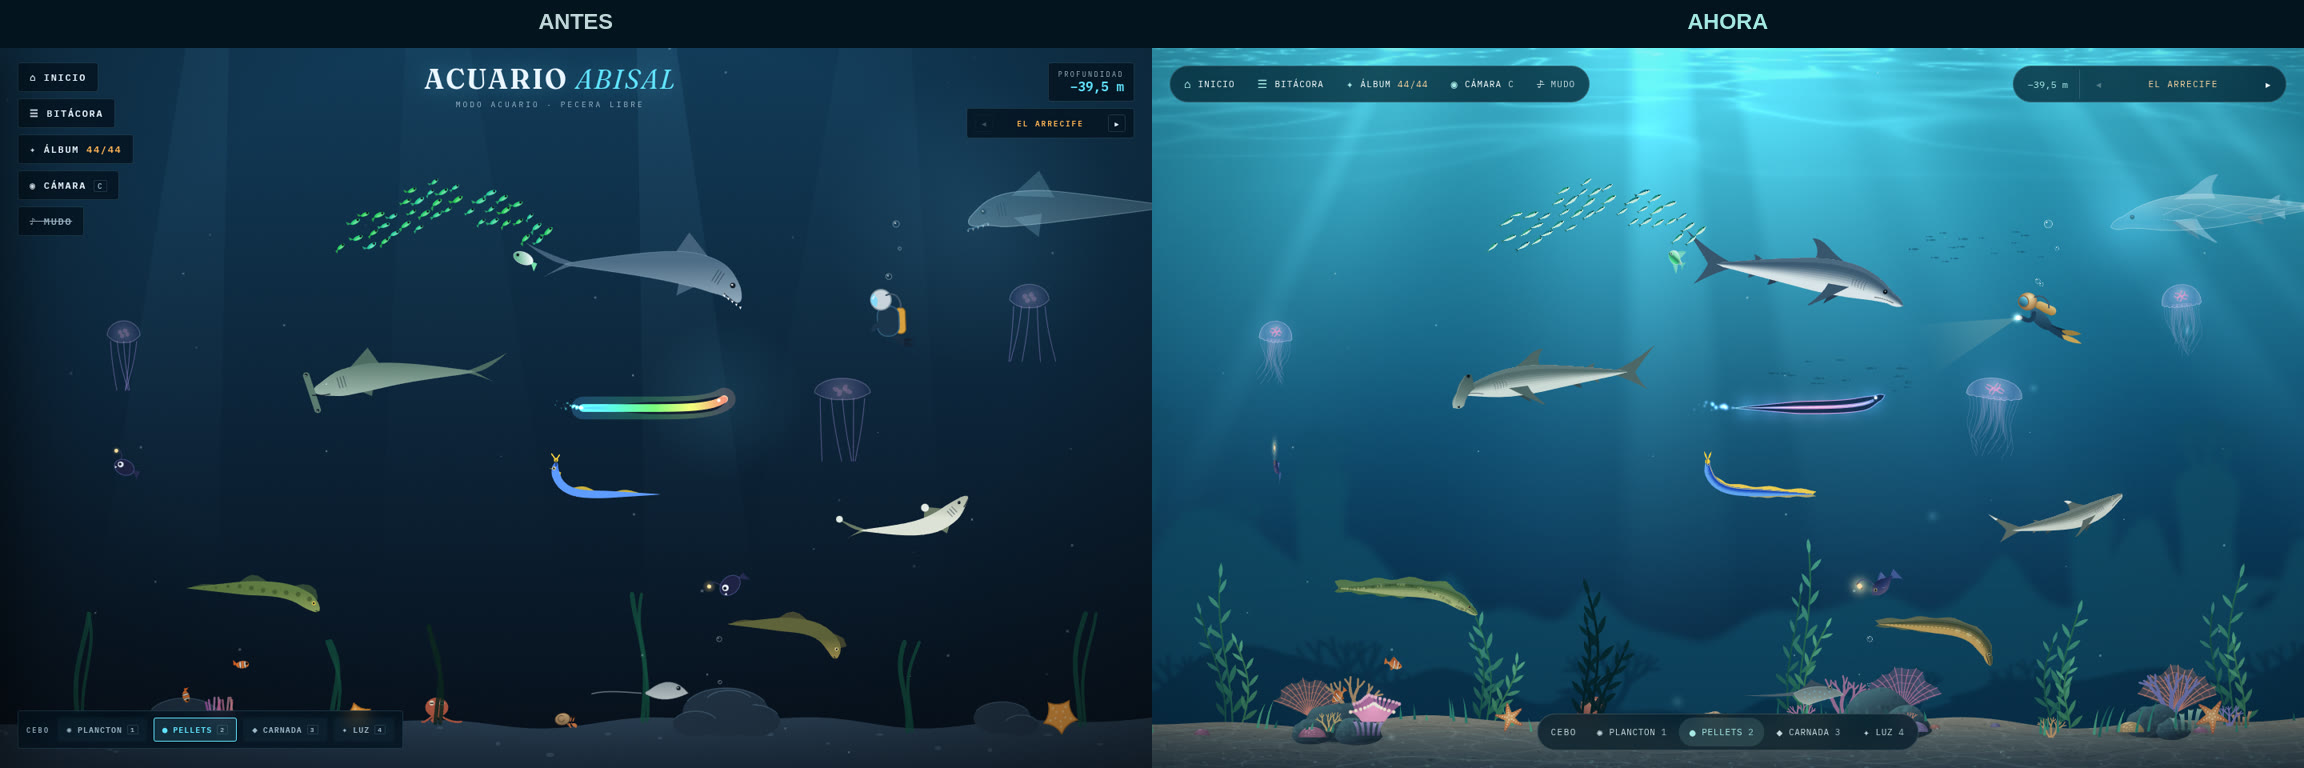 ANTES
AHORA
ACUARIO ABISAL
MODO ACUARIO · PECERA LIBRE
INICIO
BITÁCORA
ÁLBUM 44/44
CÁMARA C
MUDO
PROFUNDIDAD
−39,5 m
EL ARRECIFE
CEBO PLANCTON 1 PELLETS 2 CARNADA 3 LUZ 4
INICIO BITÁCORA ÁLBUM 44/44 CÁMARA C MUDO
−39,5 m EL ARRECIFE
CEBO PLANCTON 1 PELLETS 2 CARNADA 3 LUZ 4